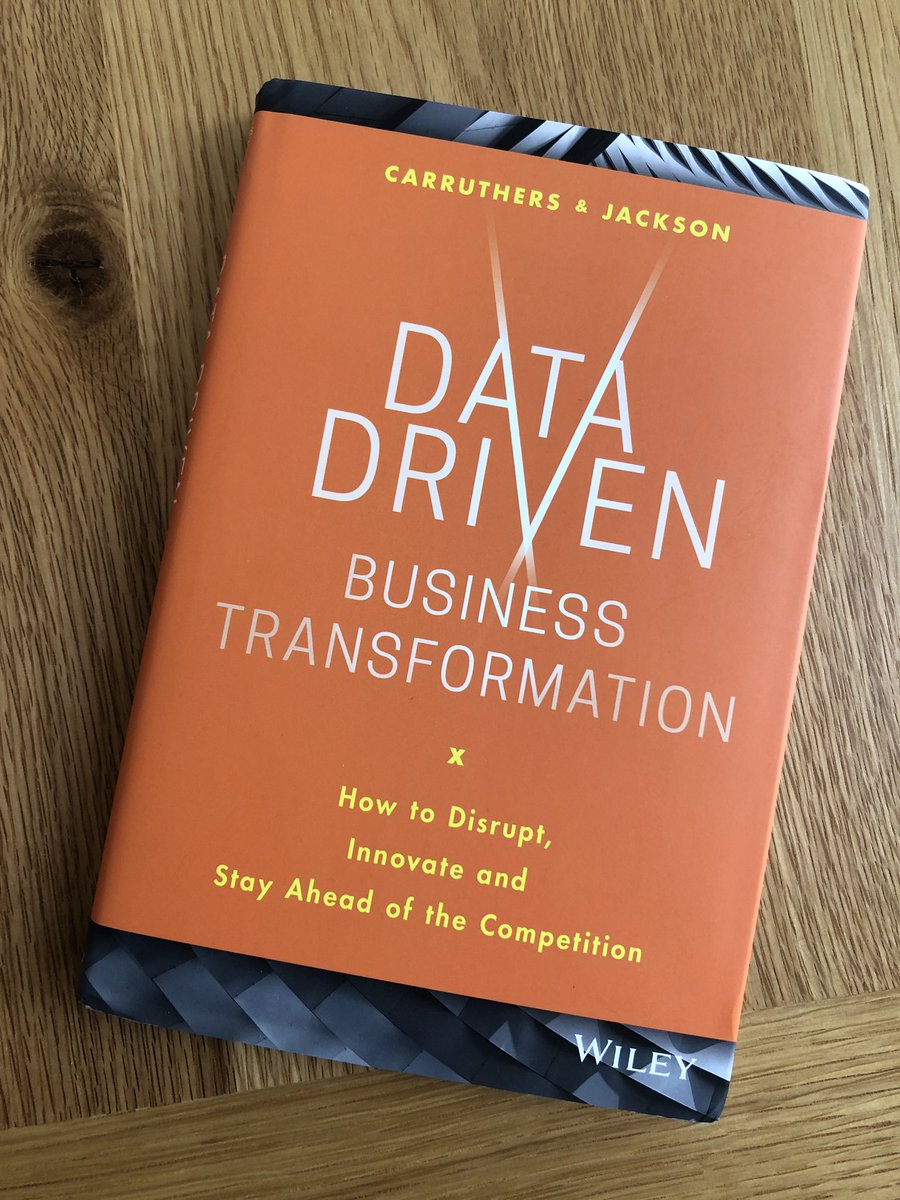 CARRUTHERS & JACKSON
DATA
DRIVEN
BUSINESS
TRANSFORMATION
x
How to Disrupt,
Innovate and
Stay Ahead of the Competition
WILEY